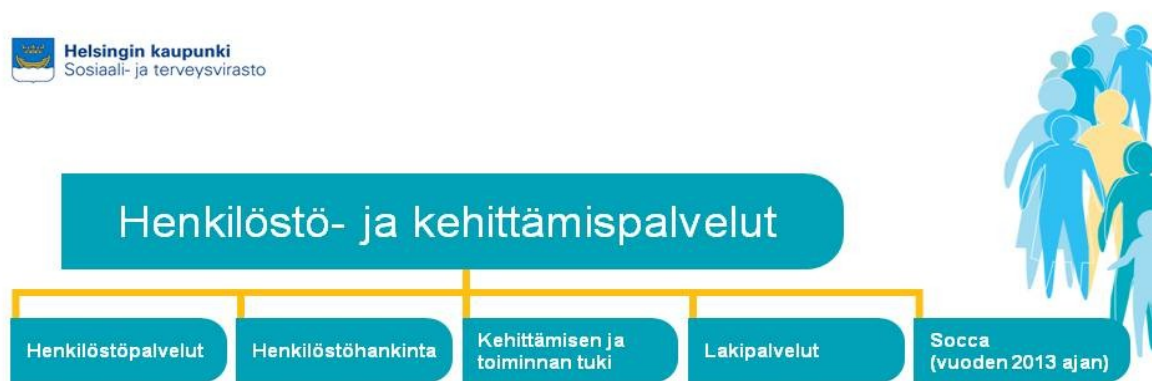 Helsingin kaupunki
Sosiaali- ja terveysvirasto
Henkilöstö- ja kehittämispalvelut
Henkilöstöpalvelut
Henkilöstöhankinta
Kehittämisen ja
toiminnan tuki
Lakipalvelut
Socca
(vuoden 2013 ajan)